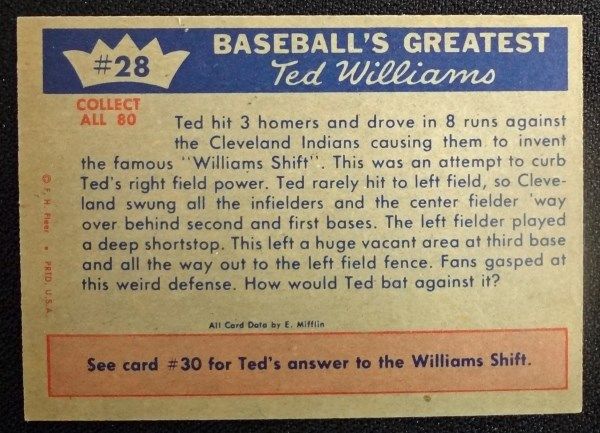 #28
BASEBALL'S GREATEST
Ted Williams
COLLECT
ALL 80
Ted hit 3 homers and drove in 8 runs against
the Cleveland Indians causing them to invent
the famous "Williams Shift". This was an attempt to curb
Ted's right field power. Ted rarely hit to left field, so Cleve-
land swung all the infielders and the center fielder 'way
over behind second and first bases. The left fielder played
a deep shortstop. This left a huge vacant area at third base
and all the way out to the left field fence. Fans gasped at
this weird defense. How would Ted bat against it?
© F. H. Fleer • PRTD. U.S.A.
All Card Data by E. Mifflin
See card #30 for Ted's answer to the Williams Shift.